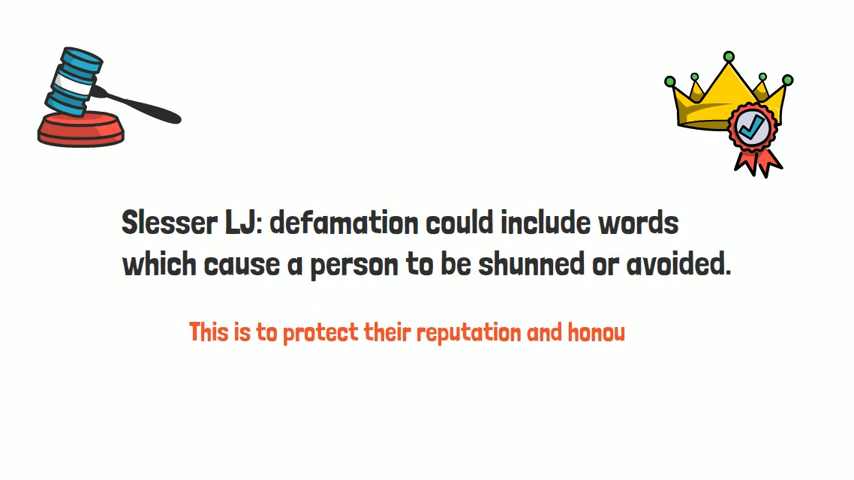 Slesser LJ: defamation could include words
which cause a person to be shunned or avoided.
This is to protect their reputation and honou